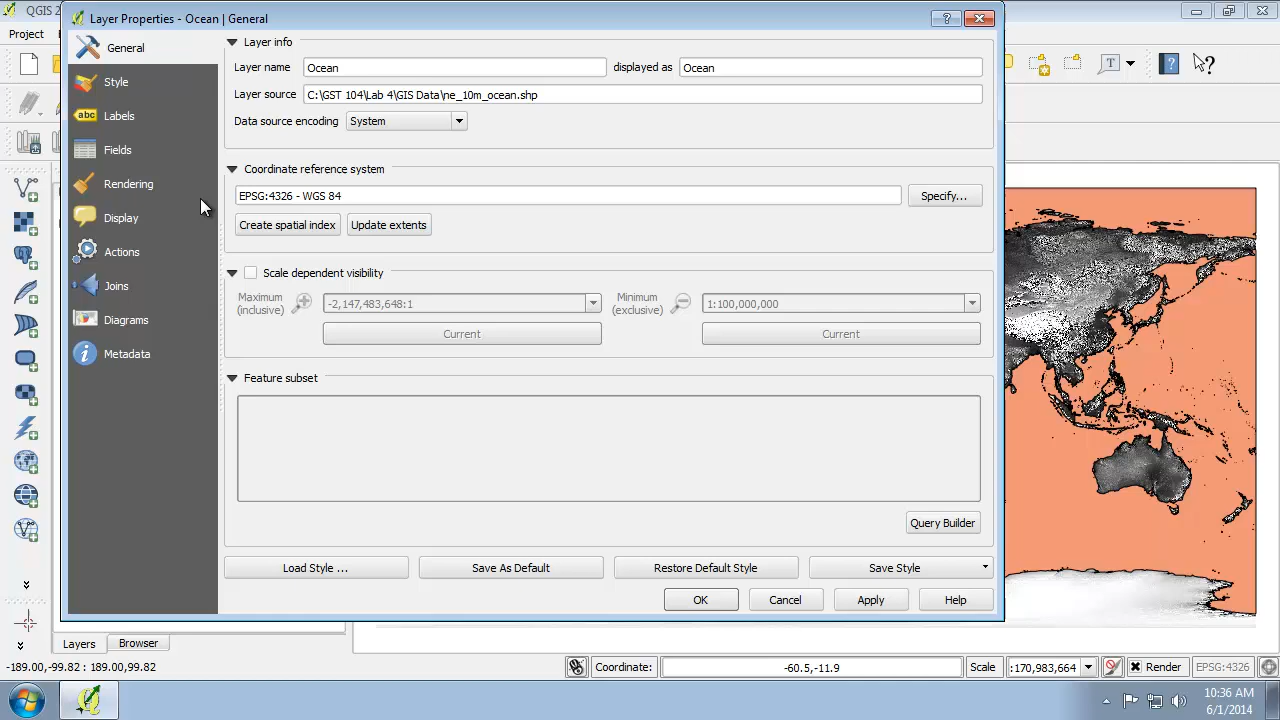 QGIS 2
Layer Properties - Ocean | General
Project
General
Style
Labels
Fields
Rendering
Display
Actions
Joins
Diagrams
Metadata
Layer info
Layer name Ocean displayed as Ocean
Layer source C:\GST 104\Lab 4\GIS Data\ne_10m_ocean.shp
Data source encoding System
Coordinate reference system
EPSG:4326 - WGS 84 Specify...
Create spatial index Update extents
Scale dependent visibility
Maximum (inclusive) -2,147,483,648:1 Minimum (exclusive) 1:100,000,000
Current Current
Feature subset
Query Builder
Load Style ... Save As Default Restore Default Style Save Style
OK Cancel Apply Help
Layers Browser
-189.00,-99.82 : 189.00,99.82 Coordinate: -60.5,-11.9 Scale :170,983,664 Render EPSG:4326
10:36 AM
6/1/2014